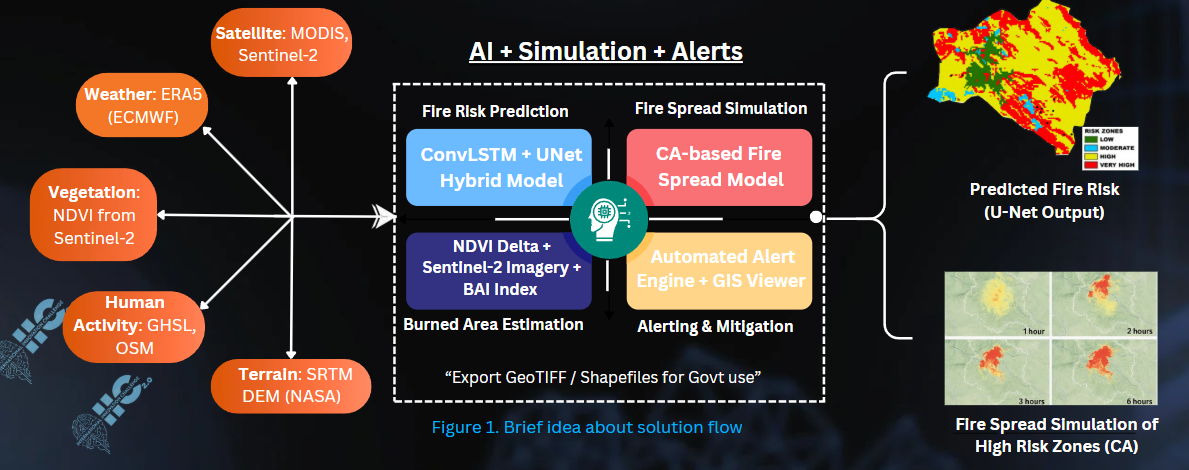 Satellite: MODIS,
Sentinel-2
Weather: ERA5
(ECMWF)
Vegetation:
NDVI from
Sentinel-2
Human
Activity: GHSL,
OSM
Terrain: SRTM
DEM (NASA)
AI + Simulation + Alerts
Fire Risk Prediction
ConvLSTM + UNet
Hybrid Model
Fire Spread Simulation
CA-based Fire
Spread Model
NDVI Delta +
Sentinel-2 Imagery +
BAI Index
Burned Area Estimation
Automated Alert
Engine + GIS Viewer
Alerting & Mitigation
“Export GeoTIFF / Shapefiles for Govt use”
Figure 1. Brief idea about solution flow
RISK ZONES
LOW
MODERATE
HIGH
VERY HIGH
Predicted Fire Risk
(U-Net Output)
1 hour
2 hours
3 hours
6 hours
Fire Spread Simulation of
High Risk Zones (CA)
2.0